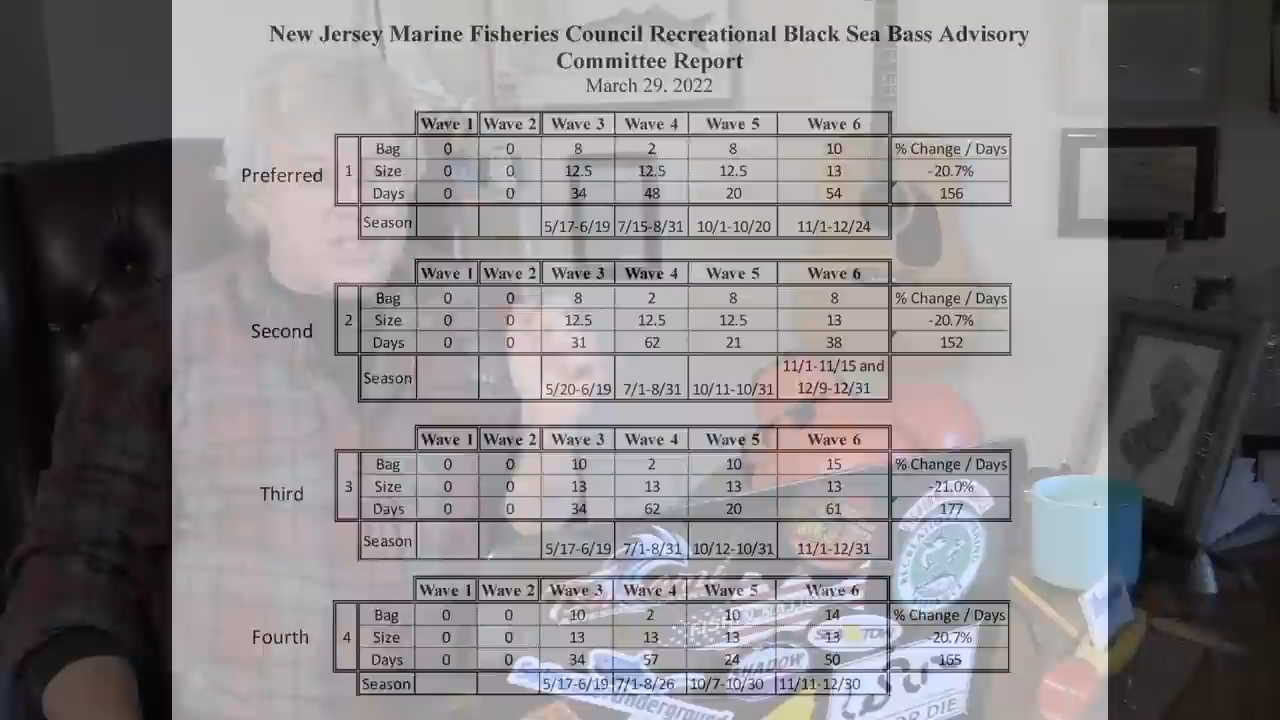 New Jersey Marine Fisheries Council Recreational Black Sea Bass Advisory
Committee Report
March 29, 2022
Wave 1 Wave 2 Wave 3 Wave 4 Wave 5 Wave 6
Preferred 1 Bag 0 0 8 2 8 10 % Change / Days
Size 0 0 12.5 12.5 12.5 13 -20.7%
Days 0 0 34 48 20 54 156
Season 5/17-6/19 7/15-8/31 10/1-10/20 11/1-12/24
Wave 1 Wave 2 Wave 3 Wave 4 Wave 5 Wave 6
Second 2 Bag 0 0 8 2 8 8 % Change / Days
Size 0 0 12.5 12.5 12.5 13 -20.7%
Days 0 0 31 62 21 38 152
Season 5/20-6/19 7/1-8/31 10/11-10/31 11/1-11/15 and
12/9-12/31
Wave 1 Wave 2 Wave 3 Wave 4 Wave 5 Wave 6
Third 3 Bag 0 0 10 2 10 15 % Change / Days
Size 0 0 13 13 13 13 -21.0%
Days 0 0 34 62 20 61 177
Season 5/17-6/19 7/1-8/31 10/12-10/31 11/1-12/31
Wave 1 Wave 2 Wave 3 Wave 4 Wave 5 Wave 6
Fourth 4 Bag 0 0 10 2 10 14 % Change / Days
Size 0 0 13 13 13 13 -20.7%
Days 0 0 34 57 24 50 165
Season 5/17-6/19 7/1-8/26 10/7-10/30 11/11-12/30
SHADOW
Underground
OR DIE